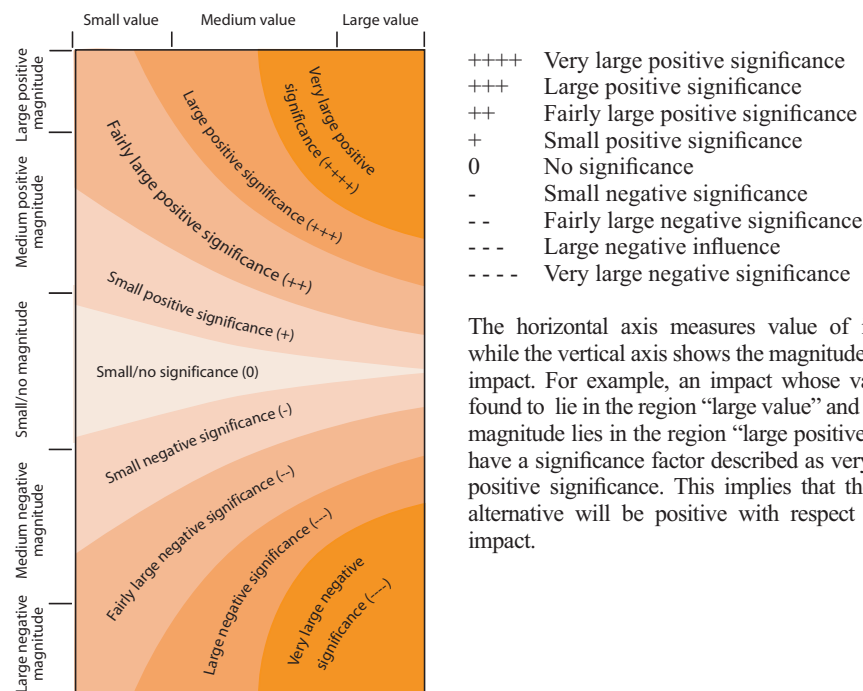 Small value
Medium value
Large value
Large positive
magnitude
Medium positive
magnitude
Small/no magnitude
Medium negative
magnitude
Large negative
magnitude
Very large positive
significance (++++)
Large positive significance (+++)
Fairly large positive significance (++)
Small positive significance (+)
Small/no significance (0)
Small negative significance (-)
Fairly large negative significance (--)
Large negative significance (---)
Very large negative
significance (----)
++++ Very large positive significance
+++ Large positive significance
++ Fairly large positive significance
+ Small positive significance
0 No significance
- Small negative significance
- - Fairly large negative significance
- - - Large negative influence
- - - - Very large negative significance
The horizontal axis measures value of
while the vertical axis shows the magnitude
impact. For example, an impact whose
found to lie in the region “large value” and
magnitude lies in the region “large positive
have a significance factor described as very
positive significance. This implies that
alternative will be positive with respect
impact.